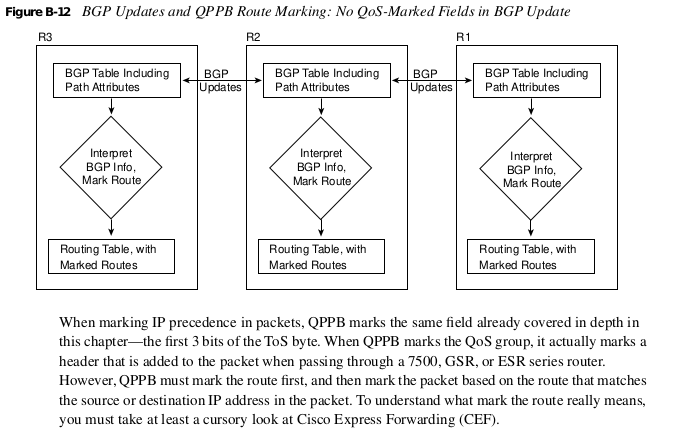 Figure B-12 BGP Updates and QPPB Route Marking: No QoS-Marked Fields in BGP Update
R3
R2
R1
BGP Table Including
Path Attributes
BGP
Updates
BGP Table Including
Path Attributes
BGP
Updates
BGP Table Including
Path Attributes
Interpret
BGP Info,
Mark Route
Interpret
BGP Info,
Mark Route
Interpret
BGP Info,
Mark Route
Routing Table, with
Marked Routes
Routing Table, with
Marked Routes
Routing Table, with
Marked Routes
When marking IP precedence in packets, QPPB marks the same field already covered in depth in
this chapter—the first 3 bits of the ToS byte. When QPPB marks the QoS group, it actually marks a
header that is added to the packet when passing through a 7500, GSR, or ESR series router.
However, QPPB must mark the route first, and then mark the packet based on the route that matches
the source or destination IP address in the packet. To understand what mark the route really means,
you must take at least a cursory look at Cisco Express Forwarding (CEF).